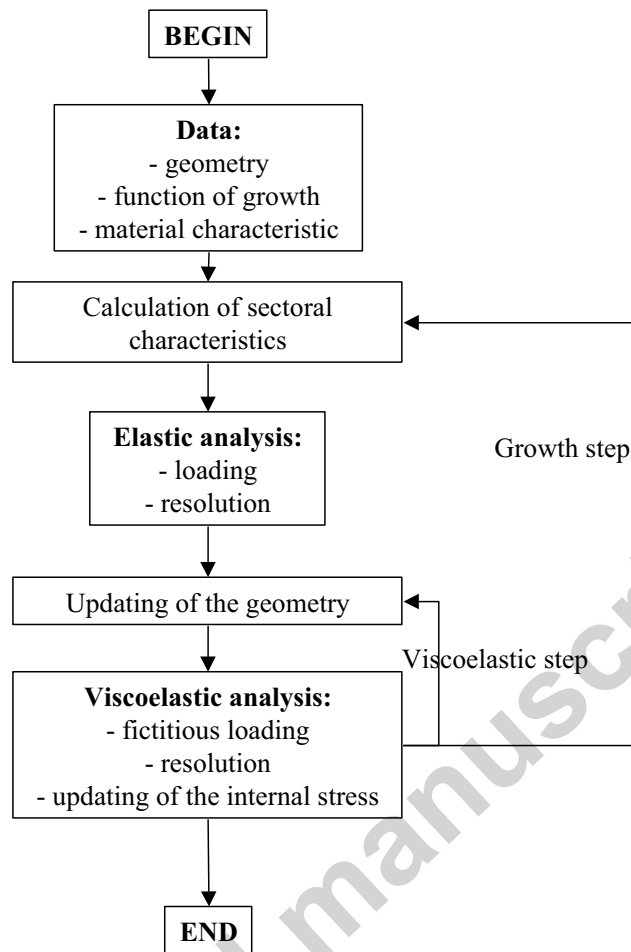 BEGIN
Data:
- geometry
- function of growth
- material characteristic
Calculation of sectoral
characteristics
Elastic analysis:
- loading
- resolution
Growth step
Updating of the geometry
Viscoelastic step
Viscoelastic analysis:
- fictitious loading
- resolution
- updating of the internal stress
END
manuscr